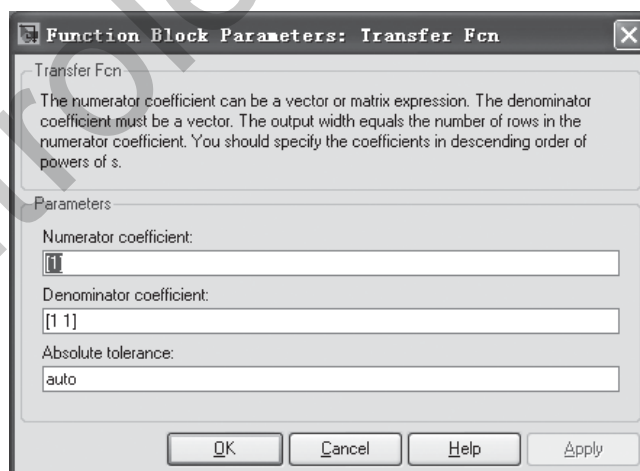 Function Block Parameters: Transfer Fcn
Transfer Fcn
The numerator coefficient can be a vector or matrix expression. The denominator
coefficient must be a vector. The output width equals the number of rows in the
numerator coefficient. You should specify the coefficients in descending order of
powers of s.
Parameters
Numerator coefficient:
[1]
Denominator coefficient:
[1 1]
Absolute tolerance:
auto
OK
Cancel
Help
Apply